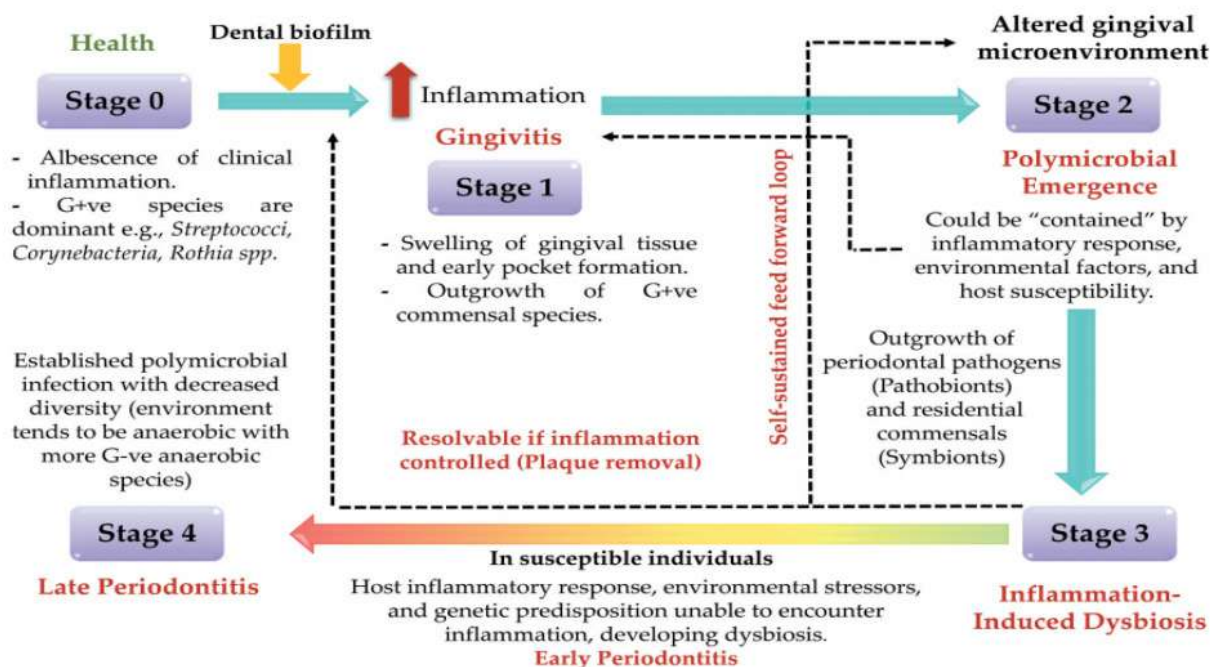 Health
Dental biofilm
Stage 0
- Albescence of clinical
inflammation.
- G+ve species are
dominant e.g., Streptococci,
Corynebacteria, Rothia spp.
Inflammation
Gingivitis
Stage 1
- Swelling of gingival tissue
and early pocket formation.
- Outgrowth of G+ve
commensal species.
Altered gingival
microenvironment
Stage 2
Polymicrobial
Emergence
Could be “contained” by
inflammatory response,
environmental factors, and
host susceptibility.
Self-sustained feed forward loop
Outgrowth of
periodontal pathogens
(Pathobionts)
and residential
commensals
(Symbionts)
Stage 3
Inflammation-
Induced Dysbiosis
Resolvable if inflammation
controlled (Plaque removal)
In susceptible individuals
Host inflammatory response, environmental stressors,
and genetic predisposition unable to encounter
inflammation, developing dysbiosis.
Early Periodontitis
Established polymicrobial
infection with decreased
diversity (environment
tends to be anaerobic with
more G-ve anaerobic
species)
Stage 4
Late Periodontitis